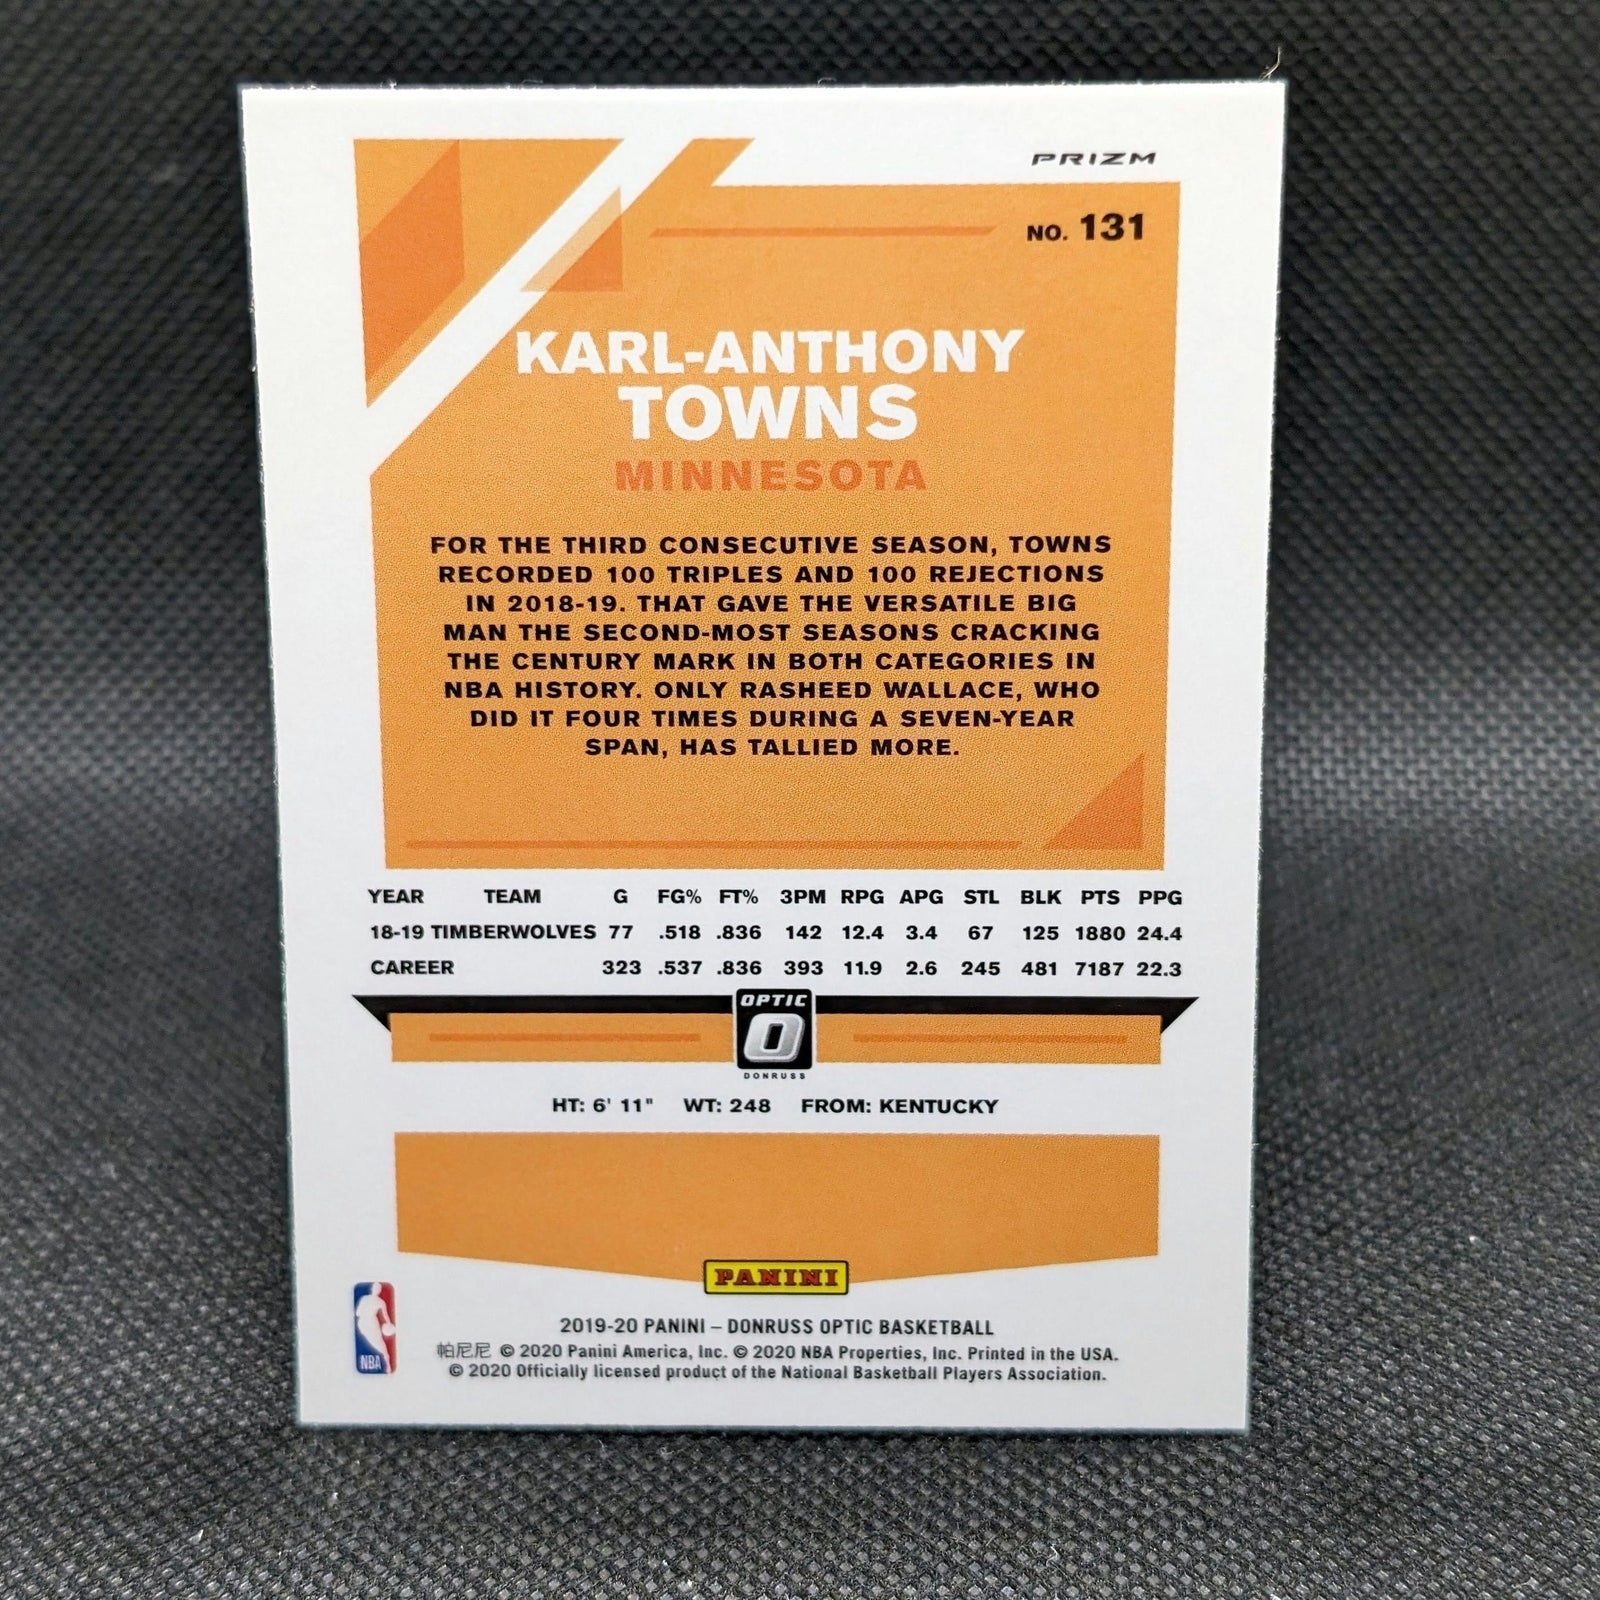 PRIZM
NO. 131
KARL-ANTHONY
TOWNS
MINNESOTA
FOR THE THIRD CONSECUTIVE SEASON, TOWNS
RECORDED 100 TRIPLES AND 100 REJECTIONS
IN 2018-19. THAT GAVE THE VERSATILE BIG
MAN THE SECOND-MOST SEASONS CRACKING
THE CENTURY MARK IN BOTH CATEGORIES IN
NBA HISTORY. ONLY RASHEED WALLACE, WHO
DID IT FOUR TIMES DURING A SEVEN-YEAR
SPAN, HAS TALLIED MORE.
YEAR TEAM G FG% FT% 3PM RPG APG STL BLK PTS PPG
18-19 TIMBERWOLVES 77 .518 .836 142 12.4 3.4 67 125 1880 24.4
CAREER 323 .537 .836 393 11.9 2.6 245 481 7187 22.3
OPTIC
O
DONRUSS
HT: 6' 11" WT: 248 FROM: KENTUCKY
PANINI
NBA
2019-20 PANINI – DONRUSS OPTIC BASKETBALL
帕尼尼 © 2020 Panini America, Inc. © 2020 NBA Properties, Inc. Printed in the USA.
© 2020 Officially licensed product of the National Basketball Players Association.